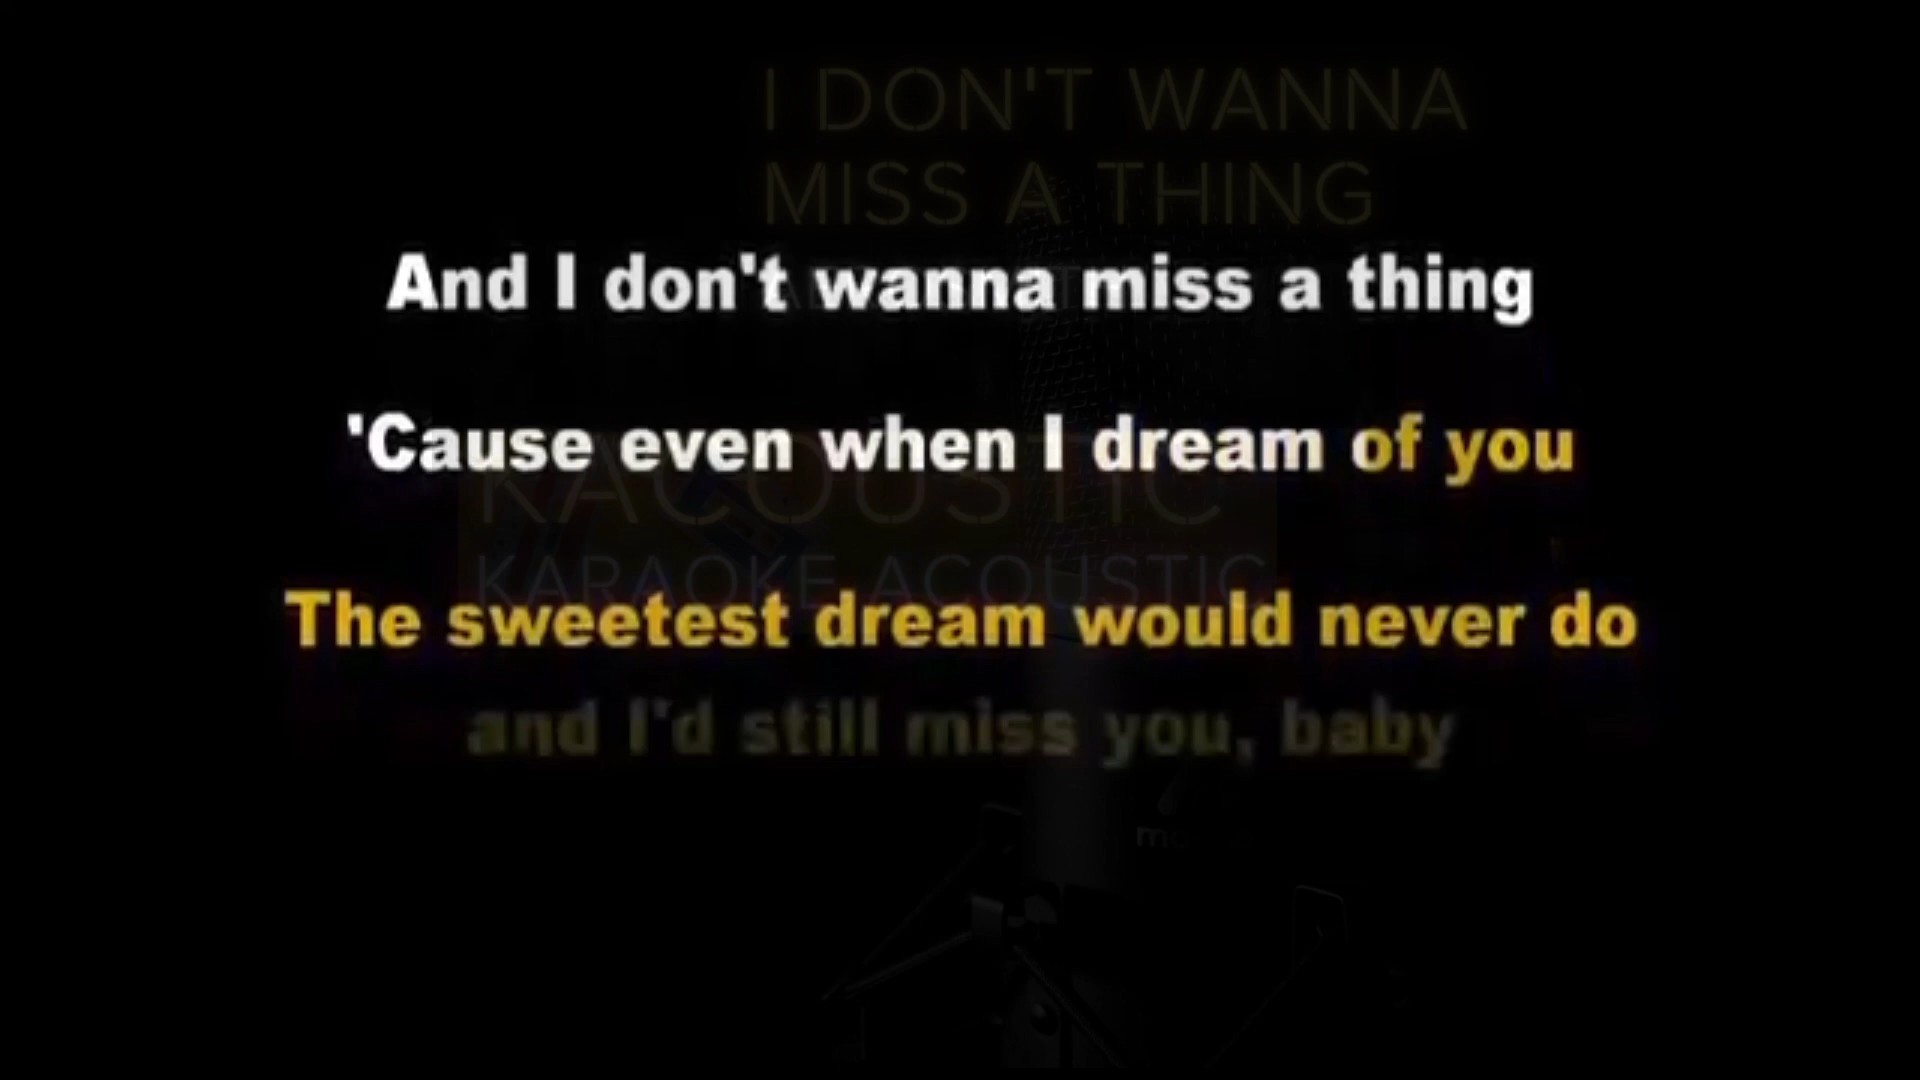 I DON'T WANNA
MISS A THING
And I don't wanna miss a thing
'Cause even when I dream of you
KACOUSTIC
KARAOKE ACOUSTIC
The sweetest dream would never do
and I'd still miss you, baby